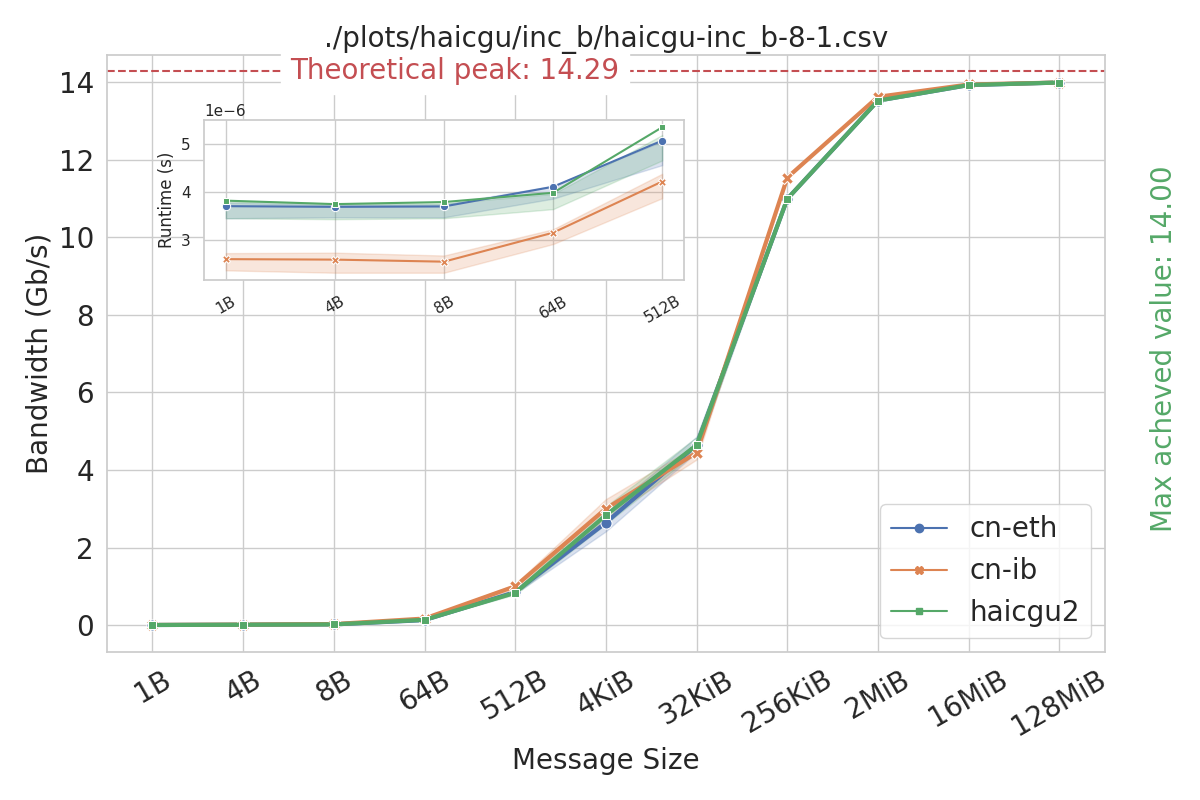 ./plots/haicgu/inc_b/haicgu-inc_b-8-1.csv
Theoretical peak: 14.29
14
12
10
8
6
4
2
0
Bandwidth (Gb/s)
1e−6
5
4
3
Runtime (s)
1B
4B
8B
64B
512B
Max acheved value: 14.00
cn-eth
cn-ib
haicgu2
1B
4B
8B
64B
512B
4KiB
32KiB
256KiB
2MiB
16MiB
128MiB
Message Size